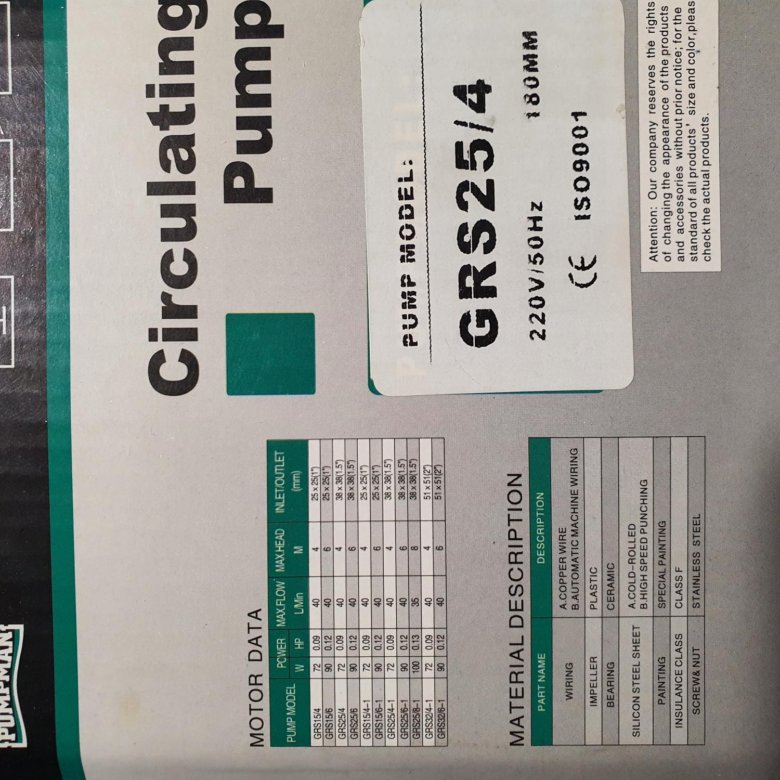 PUMPMAN
Circulating
Pump
PUMP MODEL:
GRS25/4
220V/50Hz 180MM
CE ISO9001
Attention: Our company reserves the rights
of changing the appearance of the products
and accessories without prior notice; for the
standard of all products' size and color,pleas
check the actual products.
MOTOR DATA
PUMP MODEL POWER MAX.FLOW MAX.HEAD INLET/OUTLET
W HP L/Min M (mm)
GRS15/4 72 0.09 40 4 25 x 25(1")
GRS15/6 90 0.12 40 6 25 x 25(1")
GRS25/4 72 0.09 40 4 38 x 38(1.5")
GRS25/6 90 0.12 40 6 38 x 38(1.5")
GRS15/4-1 72 0.09 40 4 25 x 25(1")
GRS15/6-1 90 0.12 40 6 25 x 25(1")
GRS25/4-1 72 0.09 40 4 38 x 38(1.5")
GRS25/6-1 90 0.12 40 6 38 x 38(1.5")
GRS25/8-1 100 0.13 35 8 38 x 38(1.5")
GRS32/4-1 72 0.09 40 4 51 x 51(2")
GRS32/6-1 90 0.12 40 6 51 x 51(2")
MATERIAL DESCRIPTION
PART NAME DESCRIPTION
WIRING A.COPPER WIRE
B.AUTOMATIC MACHINE WIRING
IMPELLER PLASTIC
BEARING CERAMIC
SILICON STEEL SHEET A.COLD-ROLLED
B.HIGH SPEED PUNCHING
PAINTING SPECIAL PAINTING
INSULANCE CLASS CLASS F
SCREW& NUT STAINLESS STEEL